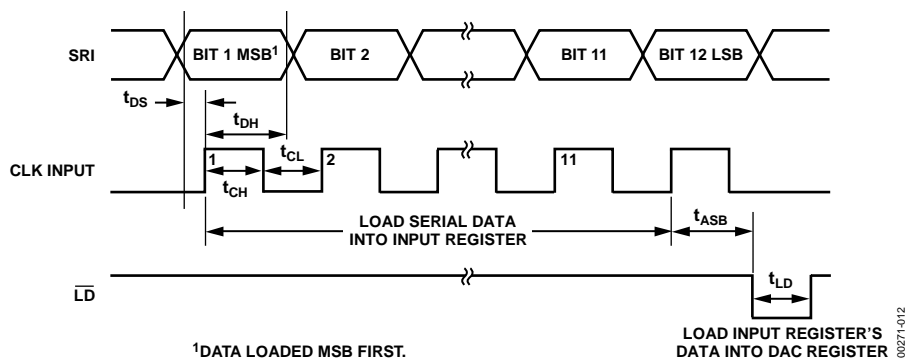 SRI
BIT 1 MSB¹
BIT 2
BIT 11
BIT 12 LSB
tDS
tDH
tCL
CLK INPUT
1
2
11
tCH
LOAD SERIAL DATA
INTO INPUT REGISTER
tASB
LD
tLD
¹DATA LOADED MSB FIRST.
LOAD INPUT REGISTER'S
DATA INTO DAC REGISTER
00271-012